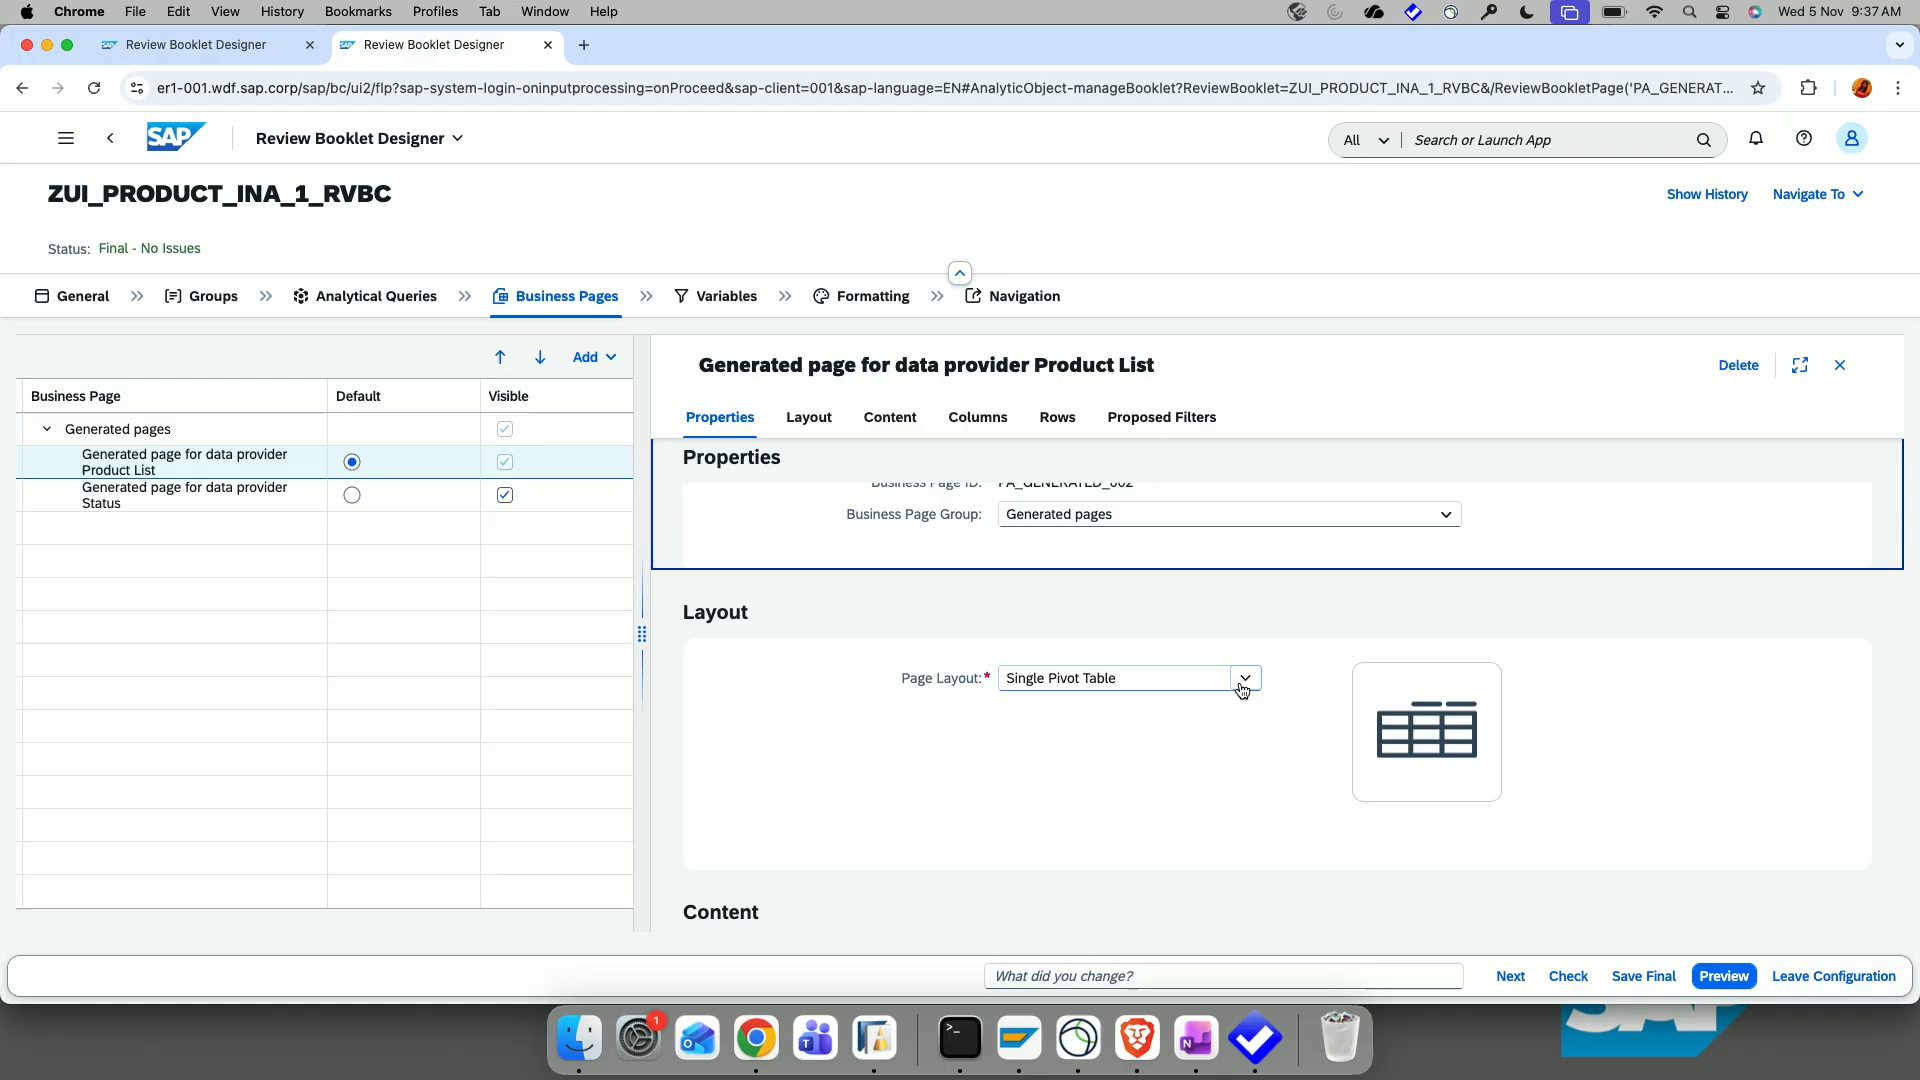 Chrome File Edit View History Bookmarks Profiles Tab Window Help Wed 5 Nov 9:37 AM
Review Booklet Designer Review Booklet Designer
er1-001.wdf.sap.corp/sap/bc/ui2/flp?sap-system-login-oninputprocessing=onProceed&sap-client=001&sap-language=EN#AnalyticObject-manageBooklet?ReviewBooklet=ZUI_PRODUCT_INA_1_RVBC&/ReviewBookletPage('PA_GENERAT...
SAP Review Booklet Designer All Search or Launch App
ZUI_PRODUCT_INA_1_RVBC
Show History Navigate To
Status: Final - No Issues
General Groups Analytical Queries Business Pages Variables Formatting Navigation
Add
Business Page Default Visible
Generated pages
Generated page for data provider
Product List
Generated page for data provider
Status
Generated page for data provider Product List
Delete
Properties Layout Content Columns Rows Proposed Filters
Properties
Business Page ID: PA_GENERATED_002
Business Page Group: Generated pages
Layout
Page Layout:* Single Pivot Table
Content
What did you change? Next Check Save Final Preview Leave Configuration
1